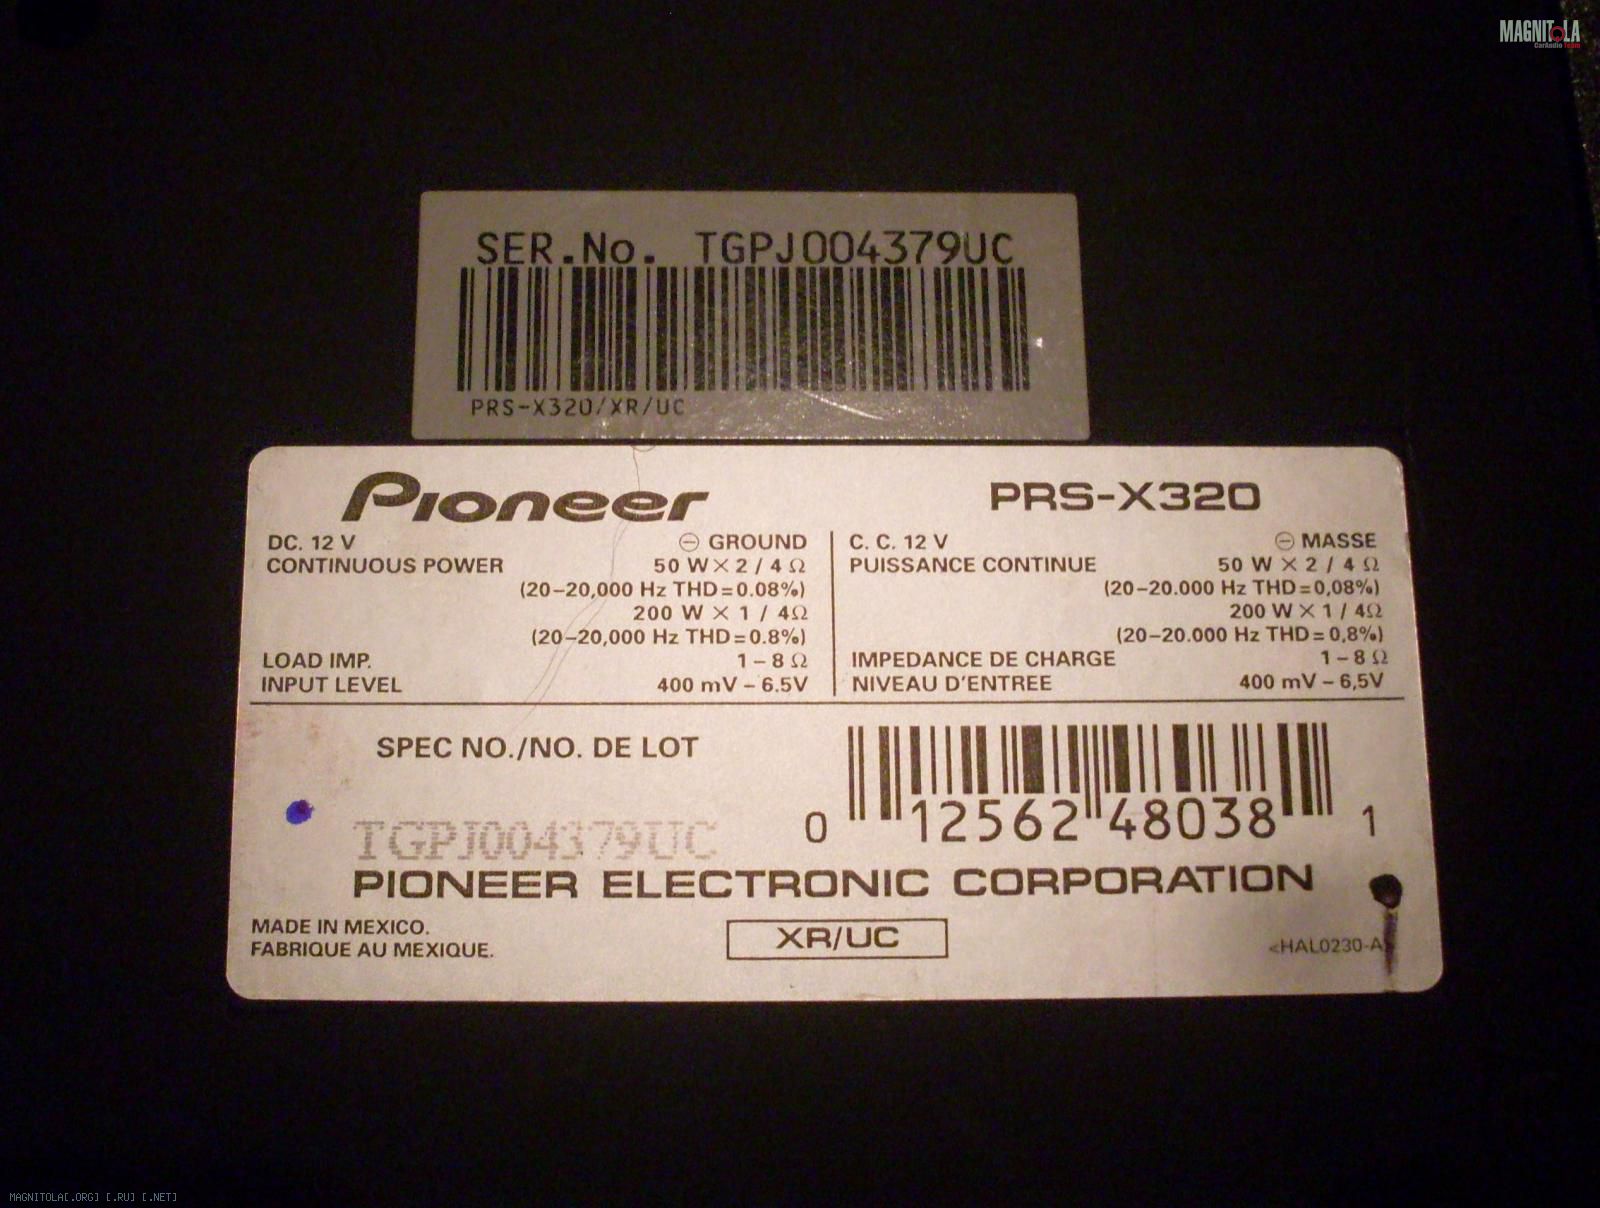 MAGNITOLA
CarAudio Team
SER.No. TGPJ004379UC
PRS-X320/XR/UC
Pioneer
PRS-X320
DC. 12 V ⊖ GROUND
CONTINUOUS POWER 50 W × 2 / 4 Ω
(20–20,000 Hz THD=0.08%)
200 W × 1 / 4Ω
(20–20,000 Hz THD=0.8%)
LOAD IMP. 1 – 8 Ω
INPUT LEVEL 400 mV – 6.5V
C. C. 12 V ⊖ MASSE
PUISSANCE CONTINUE 50 W × 2 / 4 Ω
(20–20.000 Hz THD=0,08%)
200 W × 1 / 4Ω
(20–20.000 Hz THD=0,8%)
IMPEDANCE DE CHARGE 1 – 8 Ω
NIVEAU D'ENTREE 400 mV – 6,5V
SPEC NO./NO. DE LOT
0 12562 48038 1
TGPJ004379UC
PIONEER ELECTRONIC CORPORATION
MADE IN MEXICO.
FABRIQUE AU MEXIQUE.
XR/UC
<HAL0230-A
MAGNITOLA[.ORG] [.RU] [.NET]